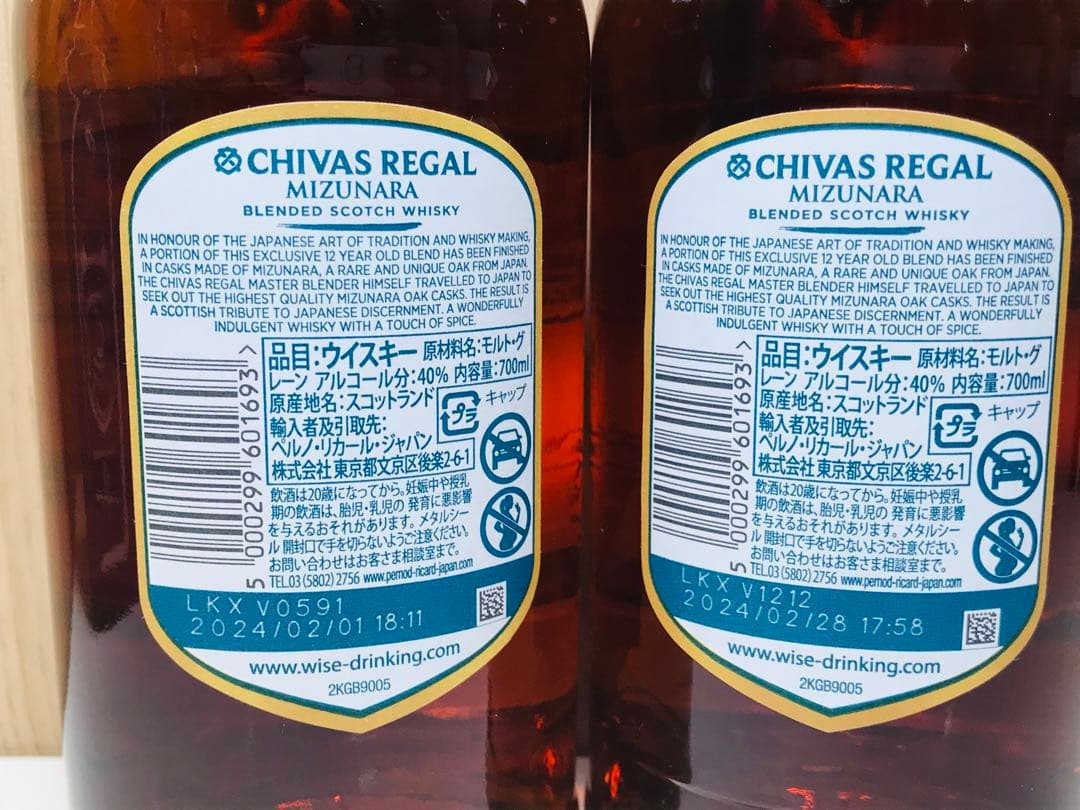 CHIVAS REGAL
MIZUNARA
BLENDED SCOTCH WHISKY
IN HONOUR OF THE JAPANESE ART OF TRADITION AND WHISKY MAKING,
A PORTION OF THIS EXCLUSIVE 12 YEAR OLD BLEND HAS BEEN FINISHED
IN CASKS MADE OF MIZUNARA, A RARE AND UNIQUE OAK FROM JAPAN.
THE CHIVAS REGAL MASTER BLENDER HIMSELF TRAVELLED TO JAPAN TO
SEEK OUT THE HIGHEST QUALITY MIZUNARA OAK CASKS. THE RESULT IS
A SCOTTISH TRIBUTE TO JAPANESE DISCERNMENT. A WONDERFULLY
INDULGENT WHISKY WITH A TOUCH OF SPICE.
品目:ウイスキー 原材料名:モルト・グ
レーン アルコール分:40% 内容量:700ml
原産地名:スコットランド
輸入者及引取先:
ペルノ・リカール・ジャパン
株式会社 東京都文京区後楽2-6-1
プラ
キャップ
飲酒は20歳になってから。妊娠中や授乳
期の飲酒は、胎児・乳児の 発育に悪影響
を与えるおそれがあります。メタルシー
ル 開封口で手を切らないようご注意ください。
お問い合わせはお客さま相談室まで。
TEL.03 (5802) 2756 www.pernod-ricard-japan.com
5 000299 601693 >
LKX V0591
2024/02/01 18:11
www.wise-drinking.com
2KGB9005
CHIVAS REGAL
MIZUNARA
BLENDED SCOTCH WHISKY
IN HONOUR OF THE JAPANESE ART OF TRADITION AND WHISKY MAKING,
A PORTION OF THIS EXCLUSIVE 12 YEAR OLD BLEND HAS BEEN FINISHED
IN CASKS MADE OF MIZUNARA, A RARE AND UNIQUE OAK FROM JAPAN.
THE CHIVAS REGAL MASTER BLENDER HIMSELF TRAVELLED TO JAPAN TO
SEEK OUT THE HIGHEST QUALITY MIZUNARA OAK CASKS. THE RESULT IS
A SCOTTISH TRIBUTE TO JAPANESE DISCERNMENT. A WONDERFULLY
INDULGENT WHISKY WITH A TOUCH OF SPICE.
品目:ウイスキー 原材料名:モルト・グ
レーン アルコール分:40% 内容量:700ml
原産地名:スコットランド
輸入者及引取先:
ペルノ・リカール・ジャパン
株式会社 東京都文京区後楽2-6-1
プラ
キャップ
飲酒は20歳になってから。妊娠中や授乳
期の飲酒は、胎児・乳児の 発育に悪影響
を与えるおそれがあります。メタルシー
ル 開封口で手を切らないようご注意ください。
お問い合わせはお客さま相談室まで。
TEL.03 (5802) 2756 www.pernod-ricard-japan.com
5 000299 601693 >
LKX V1212
2024/02/28 17:58
www.wise-drinking.com
2KGB9005